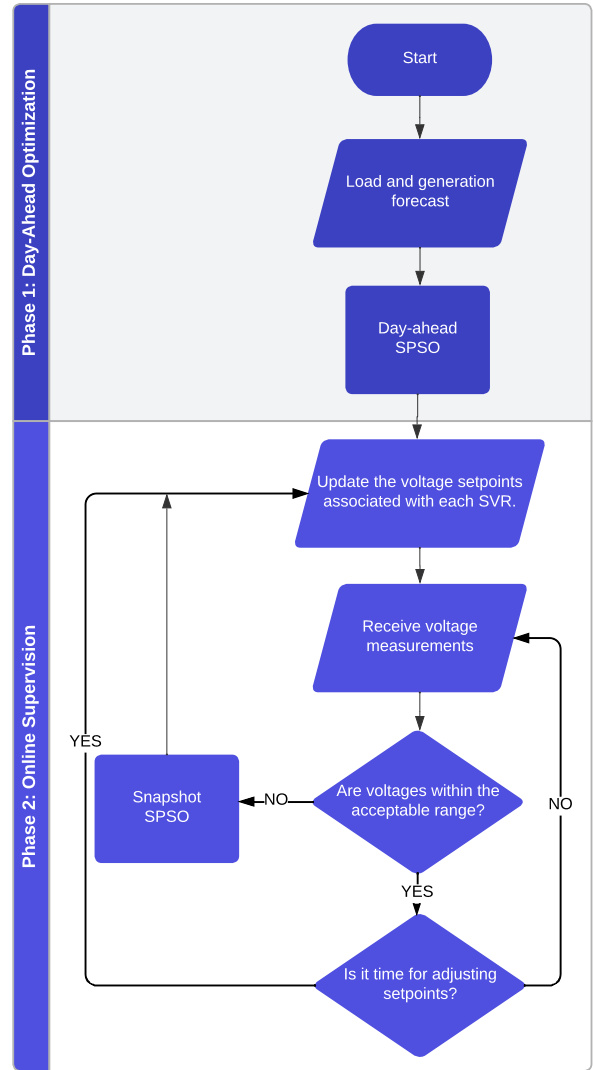 Phase 1: Day-Ahead Optimization
Start
Load and generation
forecast
Day-ahead
SPSO
Phase 2: Online Supervision
Update the voltage setpoints
associated with each SVR.
Receive voltage
measurements
YES
Are voltages within the
acceptable range?
NO
Snapshot
SPSO
NO
YES
Is it time for adjusting
setpoints?